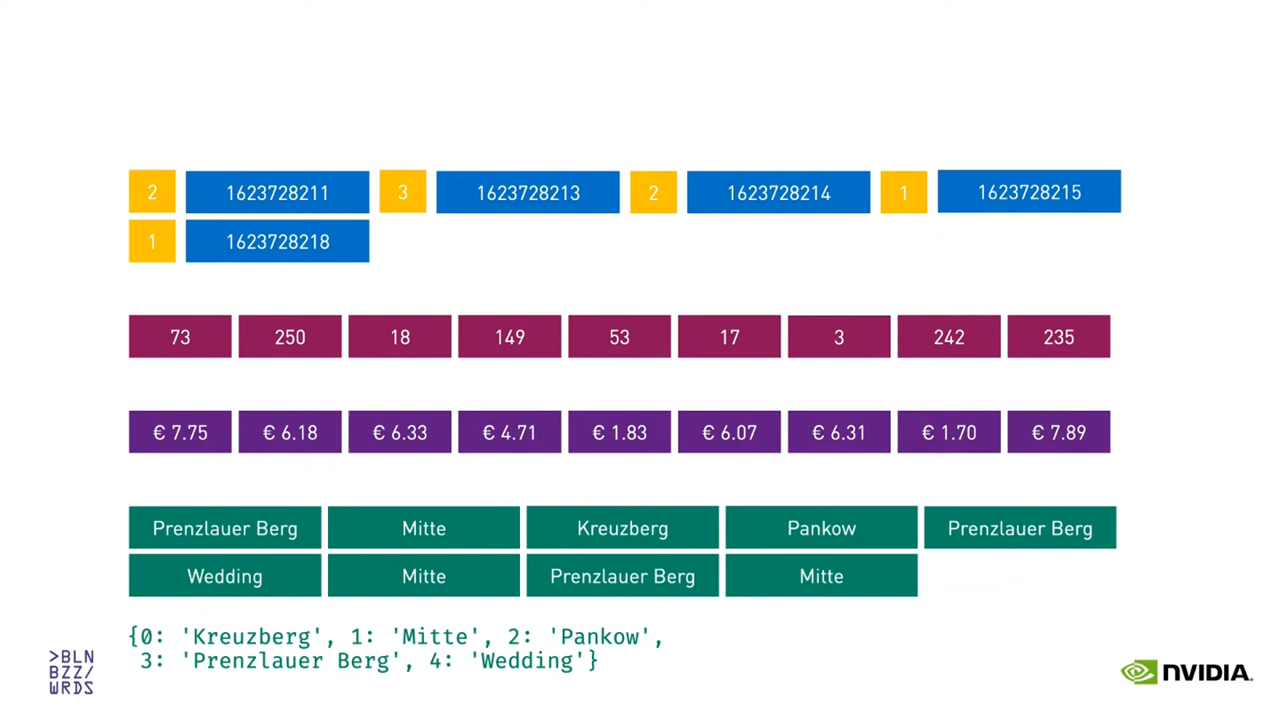 2 1623728211 3 1623728213 2 1623728214 1 1623728215
1 1623728218
73 250 18 149 53 17 3 242 235
€ 7.75 € 6.18 € 6.33 € 4.71 € 1.83 € 6.07 € 6.31 € 1.70 € 7.89
Prenzlauer Berg Mitte Kreuzberg Pankow Prenzlauer Berg
Wedding Mitte Prenzlauer Berg Mitte
{0: 'Kreuzberg', 1: 'Mitte', 2: 'Pankow',
3: 'Prenzlauer Berg', 4: 'Wedding'}
>BLN
BZZ/
WRDS
NVIDIA.